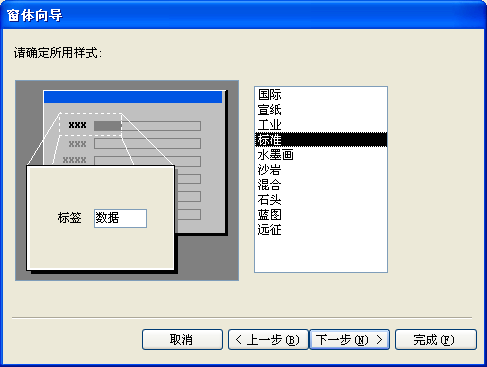 窗体向导
请确定所用样式:
xxx
xxx
xxxx
标签 数据
国际
宣纸
工业
标准
水墨画
沙岩
混合
石头
蓝图
远征
取消 < 上一步(B) 下一步(N) > 完成(F)